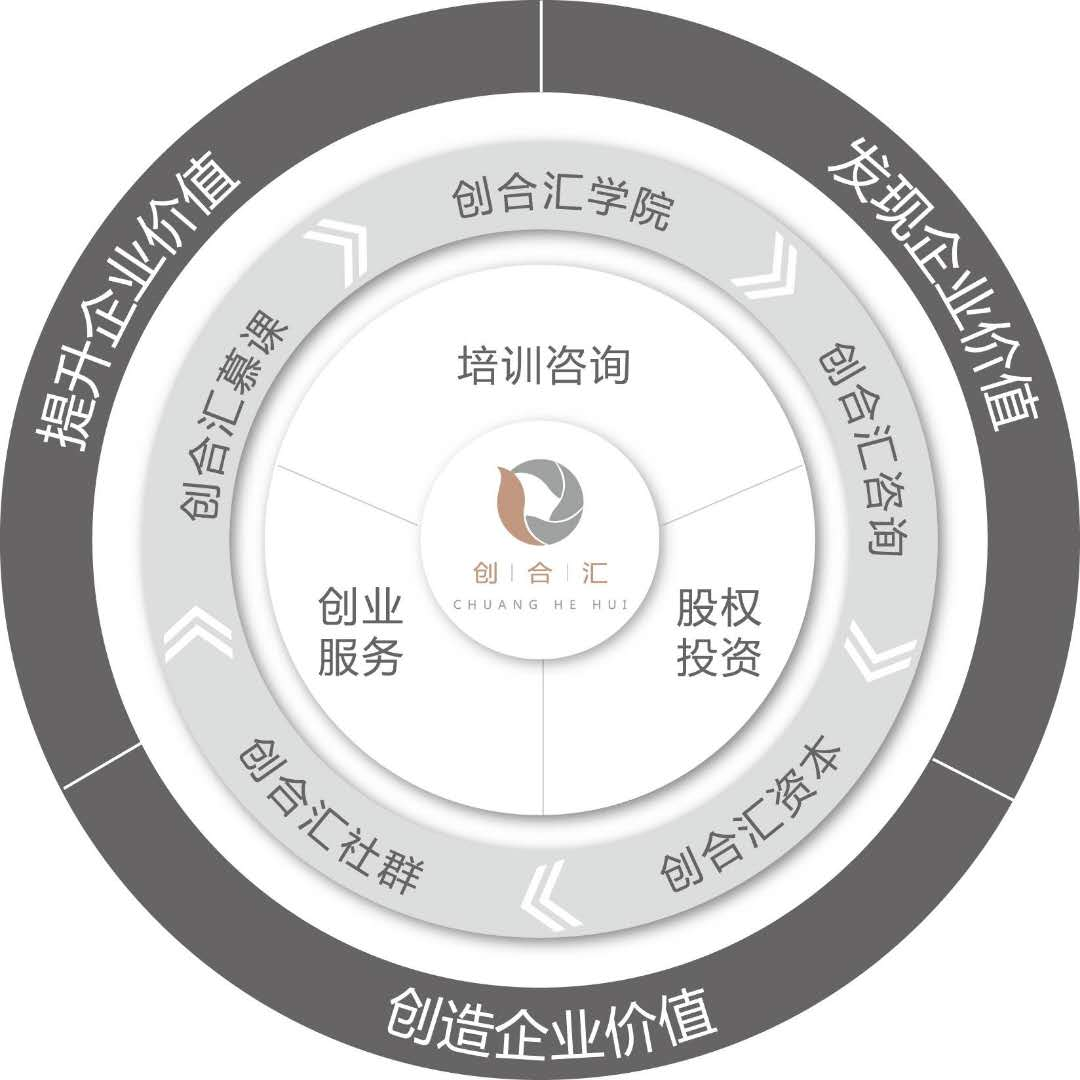 发现企业价值
创造企业价值
提升企业价值
创合汇学院
创合汇咨询
创合汇资本
创合汇社群
创合汇慕课
培训咨询
股权
投资
创业
服务
创合汇
CHUANG HE HUI